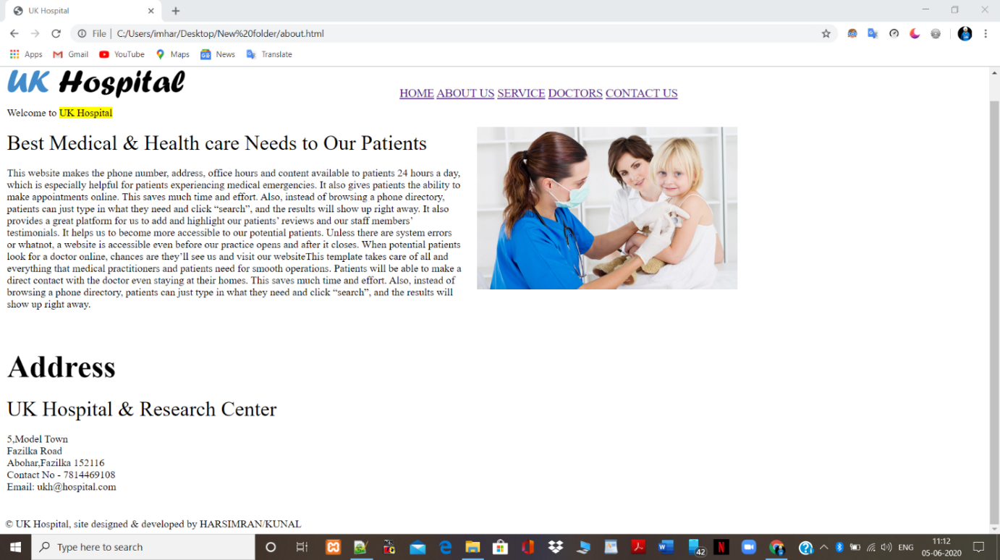 UK Hospital
File | C:/Users/imhar/Desktop/New%20folder/about.html
Apps Gmail YouTube Maps News Translate
UK Hospital
HOME ABOUT US SERVICE DOCTORS CONTACT US
Welcome to UK Hospital
Best Medical & Health care Needs to Our Patients
This website makes the phone number, address, office hours and content available to patients 24 hours a day,
which is especially helpful for patients experiencing medical emergencies. It also gives patients the ability to
make appointments online. This saves much time and effort. Also, instead of browsing a phone directory,
patients can just type in what they need and click “search”, and the results will show up right away. It also
provides a great platform for us to add and highlight our patients’ reviews and our staff members’
testimonials. It helps us to become more accessible to our potential patients. Unless there are system errors
or whatnot, a website is accessible even before our practice opens and after it closes. When potential patients
look for a doctor online, chances are they’ll see us and visit our websiteThis template takes care of all and
everything that medical practitioners and patients need for smooth operations. Patients will be able to make a
direct contact with the doctor even staying at their homes. This saves much time and effort. Also, instead of
browsing a phone directory, patients can just type in what they need and click “search”, and the results will
show up right away.
Address
UK Hospital & Research Center
5,Model Town
Fazilka Road
Abohar,Fazilka 152116
Contact No - 7814469108
Email: ukh@hospital.com
© UK Hospital, site designed & developed by HARSIMRAN/KUNAL
Type here to search
42
ENG
11:12
05-06-2020